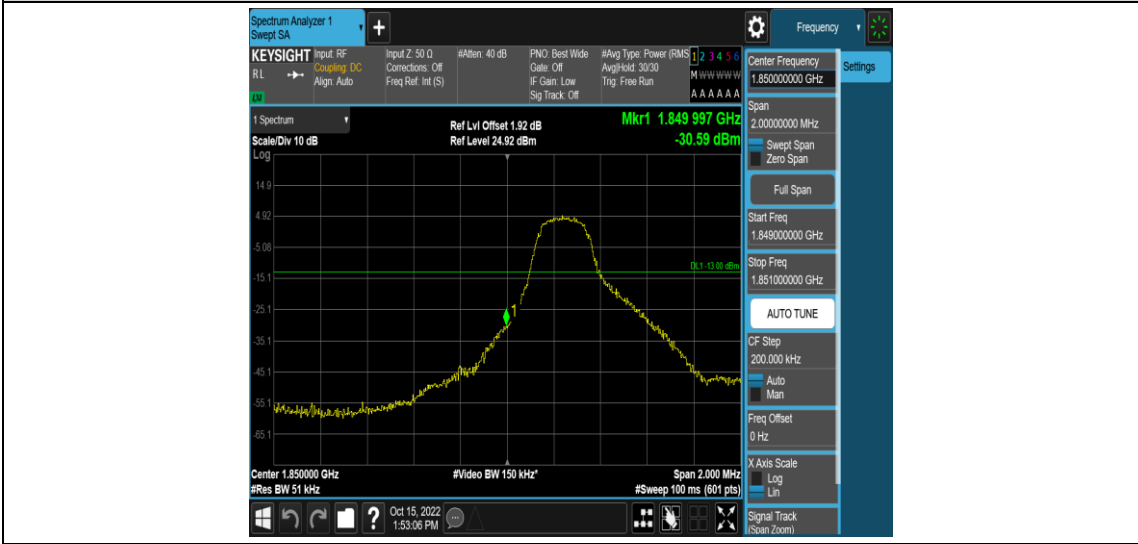 Spectrum Analyzer 1
Swept SA
+
Frequency
KEYSIGHT
RL
Input: RF
Coupling: DC
Align: Auto
Input Z: 50 Ω
Corrections: Off
Freq Ref: Int (S)
#Atten: 40 dB
PNO: Best Wide
Gate: Off
IF Gain: Low
Sig Track: Off
#Avg Type: Power (RMS
Avg|Hold: 30/30
Trig: Free Run
1 2 3 4 5 6
M W W W W W
A A A A A A
1 Spectrum
Scale/Div 10 dB
Log
Ref Lvl Offset 1.92 dB
Ref Level 24.92 dBm
Mkr1 1.849 997 GHz
-30.59 dBm
14.9
4.92
-5.08
-15.1
-25.1
-35.1
-45.1
-55.1
-65.1
DL1 -13.00 dBm
1
Center 1.850000 GHz
#Res BW 51 kHz
#Video BW 150 kHz*
Span 2.000 MHz
#Sweep 100 ms (601 pts)
?
Oct 15, 2022
1:53:06 PM
Center Frequency
1.850000000 GHz
Settings
Span
2.00000000 MHz
Swept Span
Zero Span
Full Span
Start Freq
1.849000000 GHz
Stop Freq
1.851000000 GHz
AUTO TUNE
CF Step
200.000 kHz
Auto
Man
Freq Offset
0 Hz
X Axis Scale
Log
Lin
Signal Track
(Span Zoom)